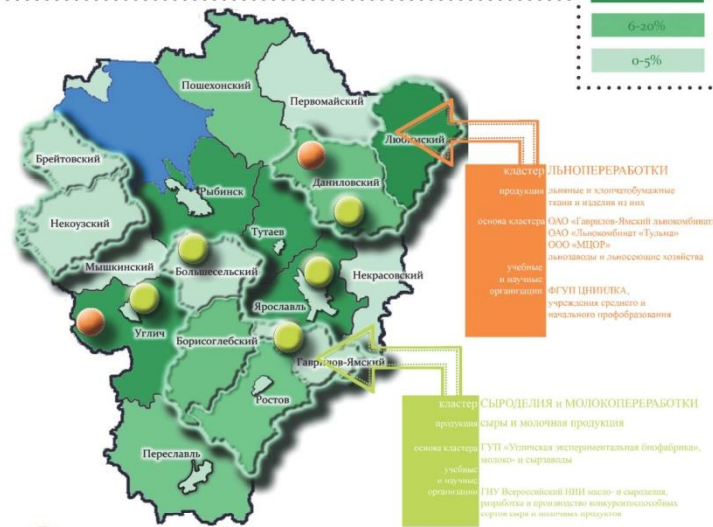 6-20%
0-5%
Пошехонский
Первомайский
Любимский
Брейтовский
Рыбинск
Даниловский
Некоузский
Тутаев
Мышкинский
Большесельский
Некрасовский
Ярославль
Углич
Борисоглебский
Гаврилов-Ямский
Ростов
Переславль
кластер ЛЬНОПЕРЕРАБОТКИ
продукция льняные и хлопчатобумажные
ткани и изделия из них
основа кластера ОАО «Гаврилов-Ямский льнокомбинат»
ОАО «Льнокомбинат «Тульма»
ООО «МЦОР»
льнозаводы и льносеющие хозяйства
учебные
и научные
организации ФГУП ЦНИИЛКА,
учреждения среднего и
начального профобразования
кластер СЫРОДЕЛИЯ и МОЛОКОПЕРЕРАБОТКИ
продукция сыры и молочная продукция
основа кластера ГУП «Угличская экспериментальная биофабрика»,
молоко- и сырзаводы
учебные
и научные
организации ГНУ Всероссийский НИИ масло- и сыроделия,
разработка и производство конкурентоспособных
сортов сыра и молочных продуктов